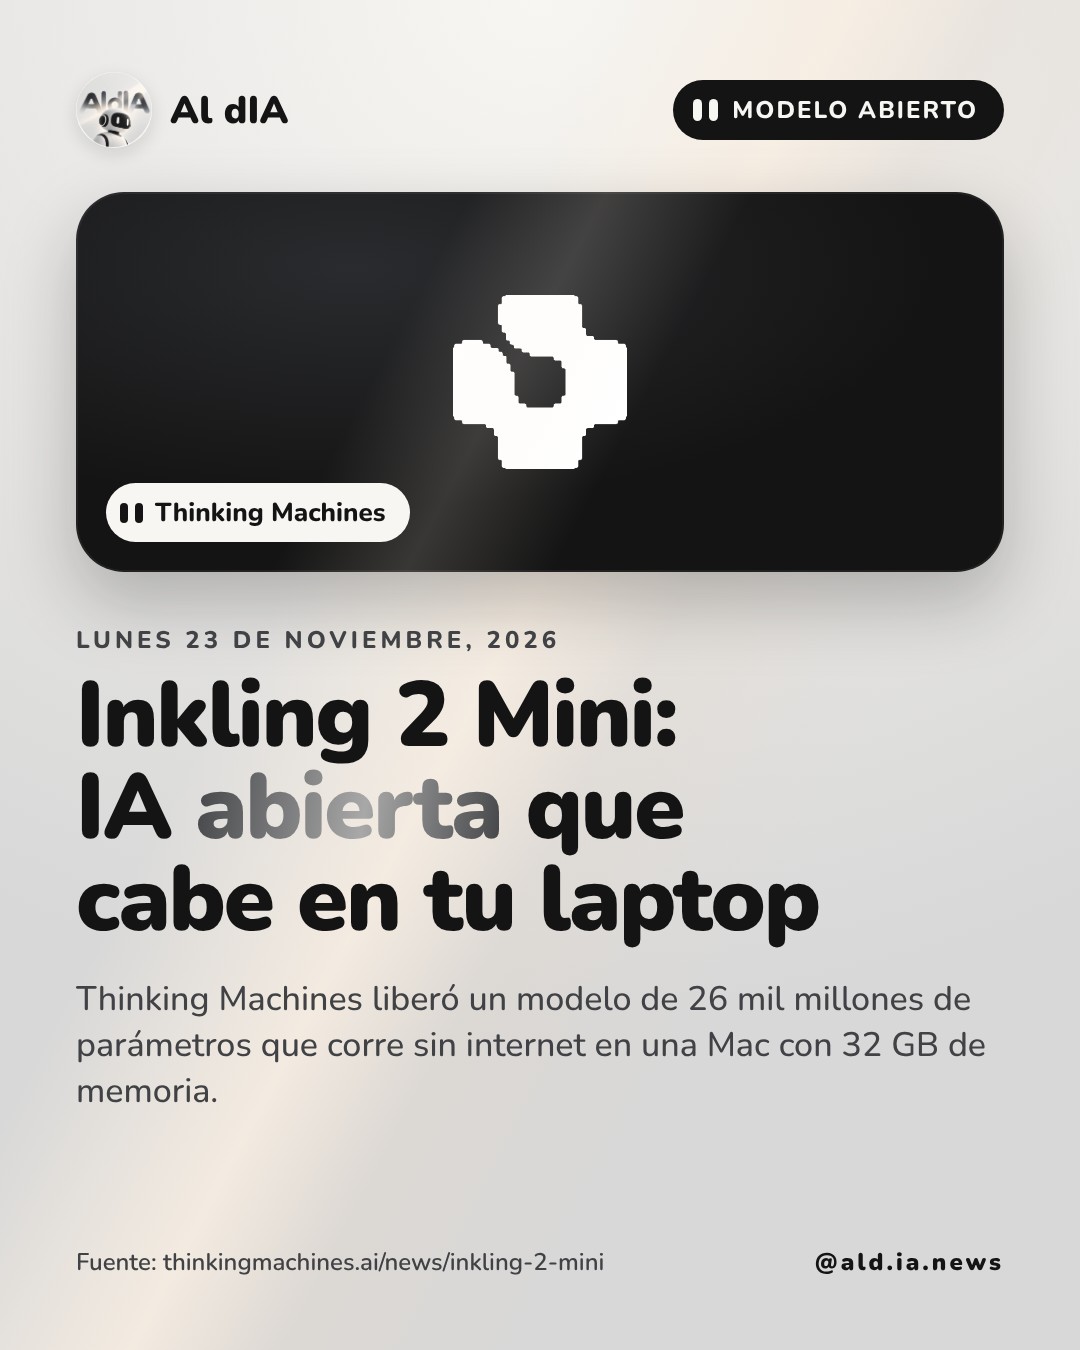 AldIA
Al dIA
MODELO ABIERTO
Thinking Machines
LUNES 23 DE NOVIEMBRE, 2026
Inkling 2 Mini:
IA abierta que
cabe en tu laptop
Thinking Machines liberó un modelo de 26 mil millones de
parámetros que corre sin internet en una Mac con 32 GB de
memoria.
Fuente: thinkingmachines.ai/news/inkling-2-mini
@ald.ia.news